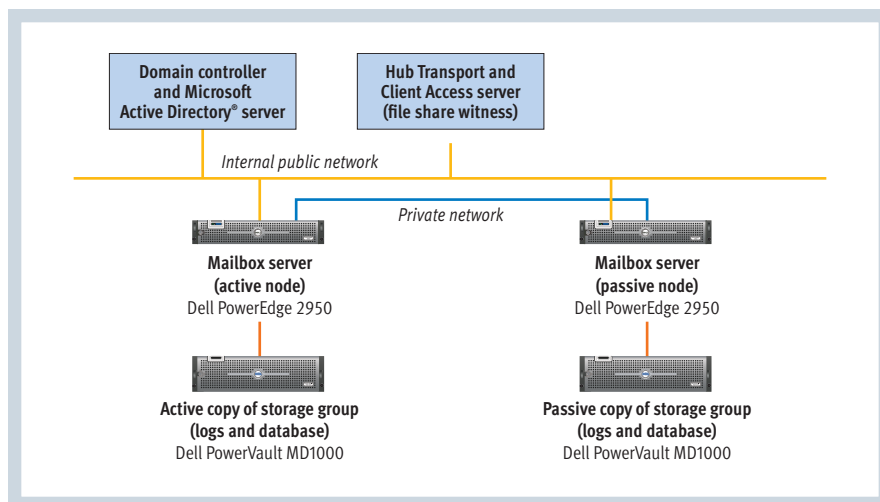 Domain controller
and Microsoft
Active Directory® server
Hub Transport and
Client Access server
(file share witness)
Internal public network
Private network
Mailbox server
(active node)
Dell PowerEdge 2950
Mailbox server
(passive node)
Dell PowerEdge 2950
Active copy of storage group
(logs and database)
Dell PowerVault MD1000
Passive copy of storage group
(logs and database)
Dell PowerVault MD1000